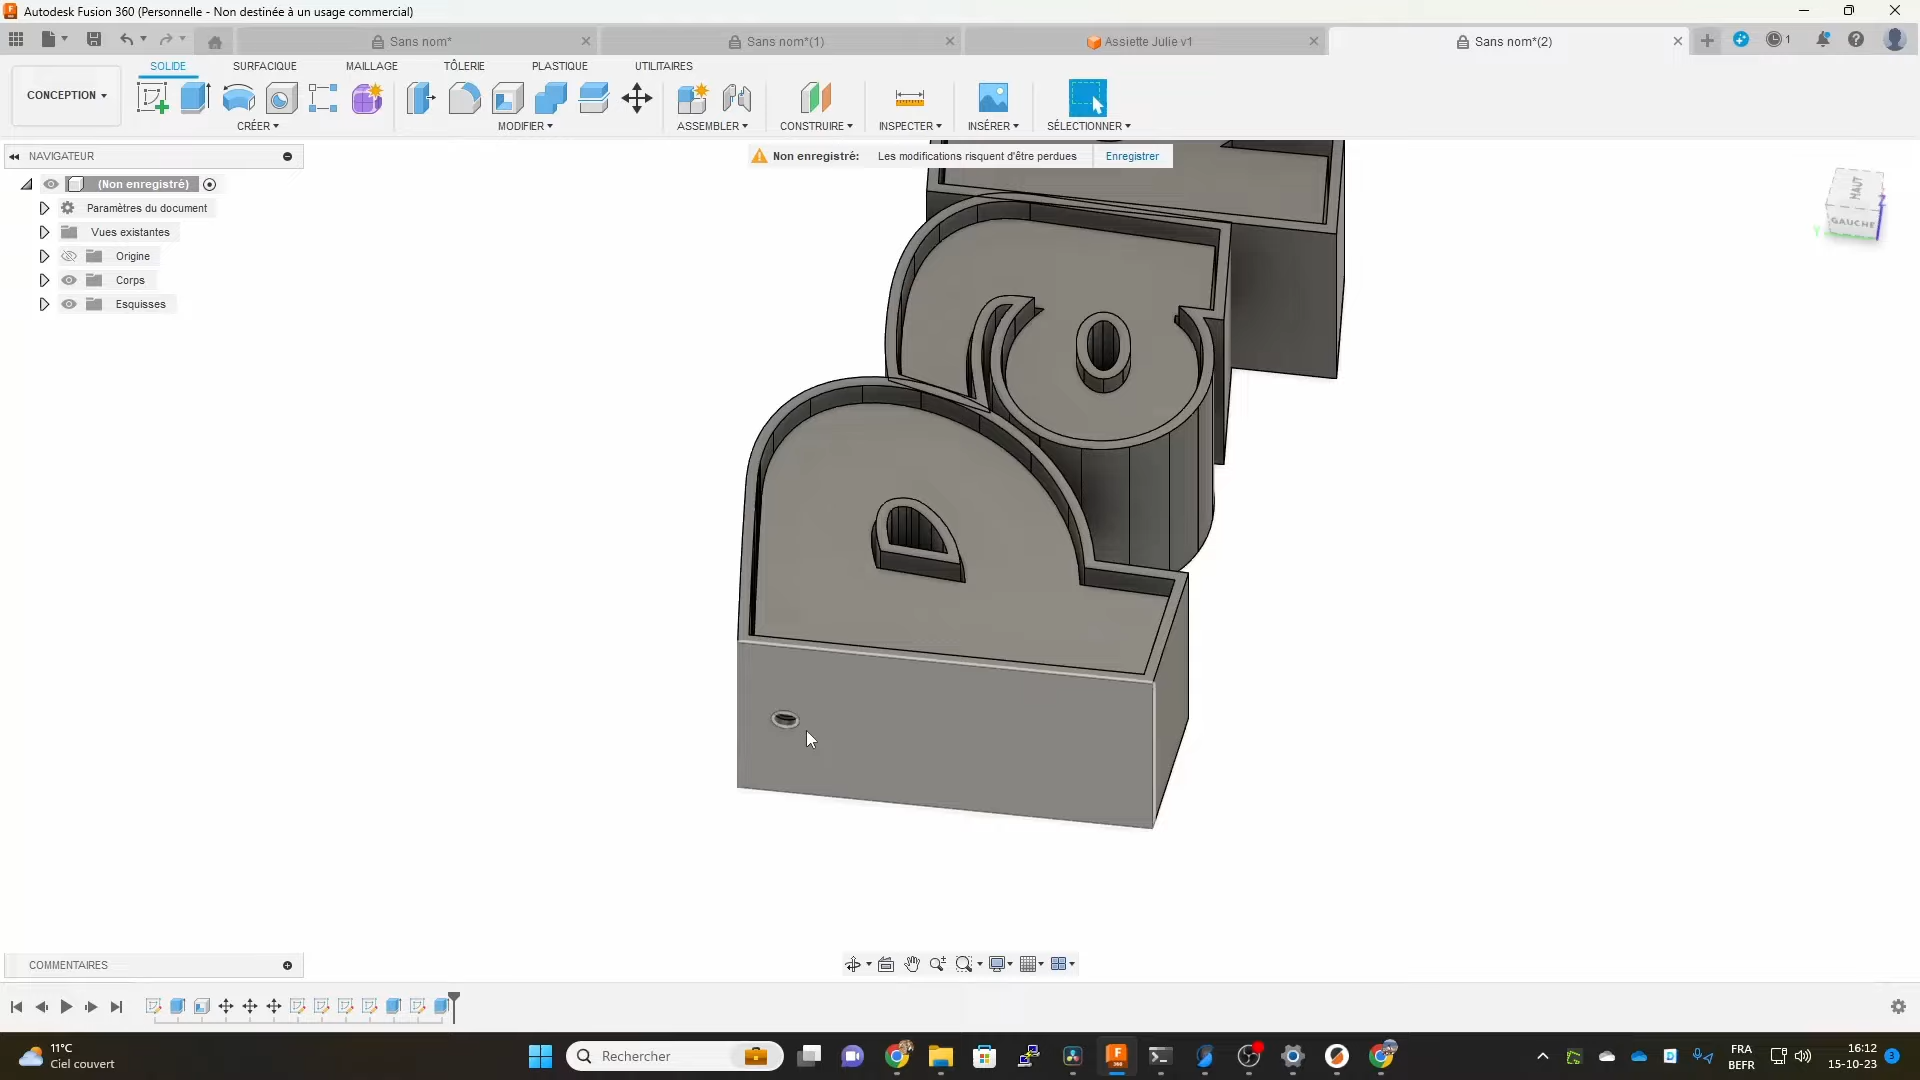 Autodesk Fusion 360 (Personnelle - Non destinée à un usage commercial)
Sans nom*
Sans nom*(1)
Assiette Julie v1
Sans nom*(2)
1
CONCEPTION
SOLIDE
SURFACIQUE
MAILLAGE
TÔLERIE
PLASTIQUE
UTILITAIRES
CRÉER
MODIFIER
ASSEMBLER
CONSTRUIRE
INSPECTER
INSÉRER
SÉLECTIONNER
NAVIGATEUR
Non enregistré: Les modifications risquent d'être perdues Enregistrer
(Non enregistré)
Paramètres du document
Vues existantes
Origine
Corps
Esquisses
HAUT
GAUCHE
Z
Y
COMMENTAIRES
11°C
Ciel couvert
Rechercher
FRA
BEFR
16:12
15-10-23
3